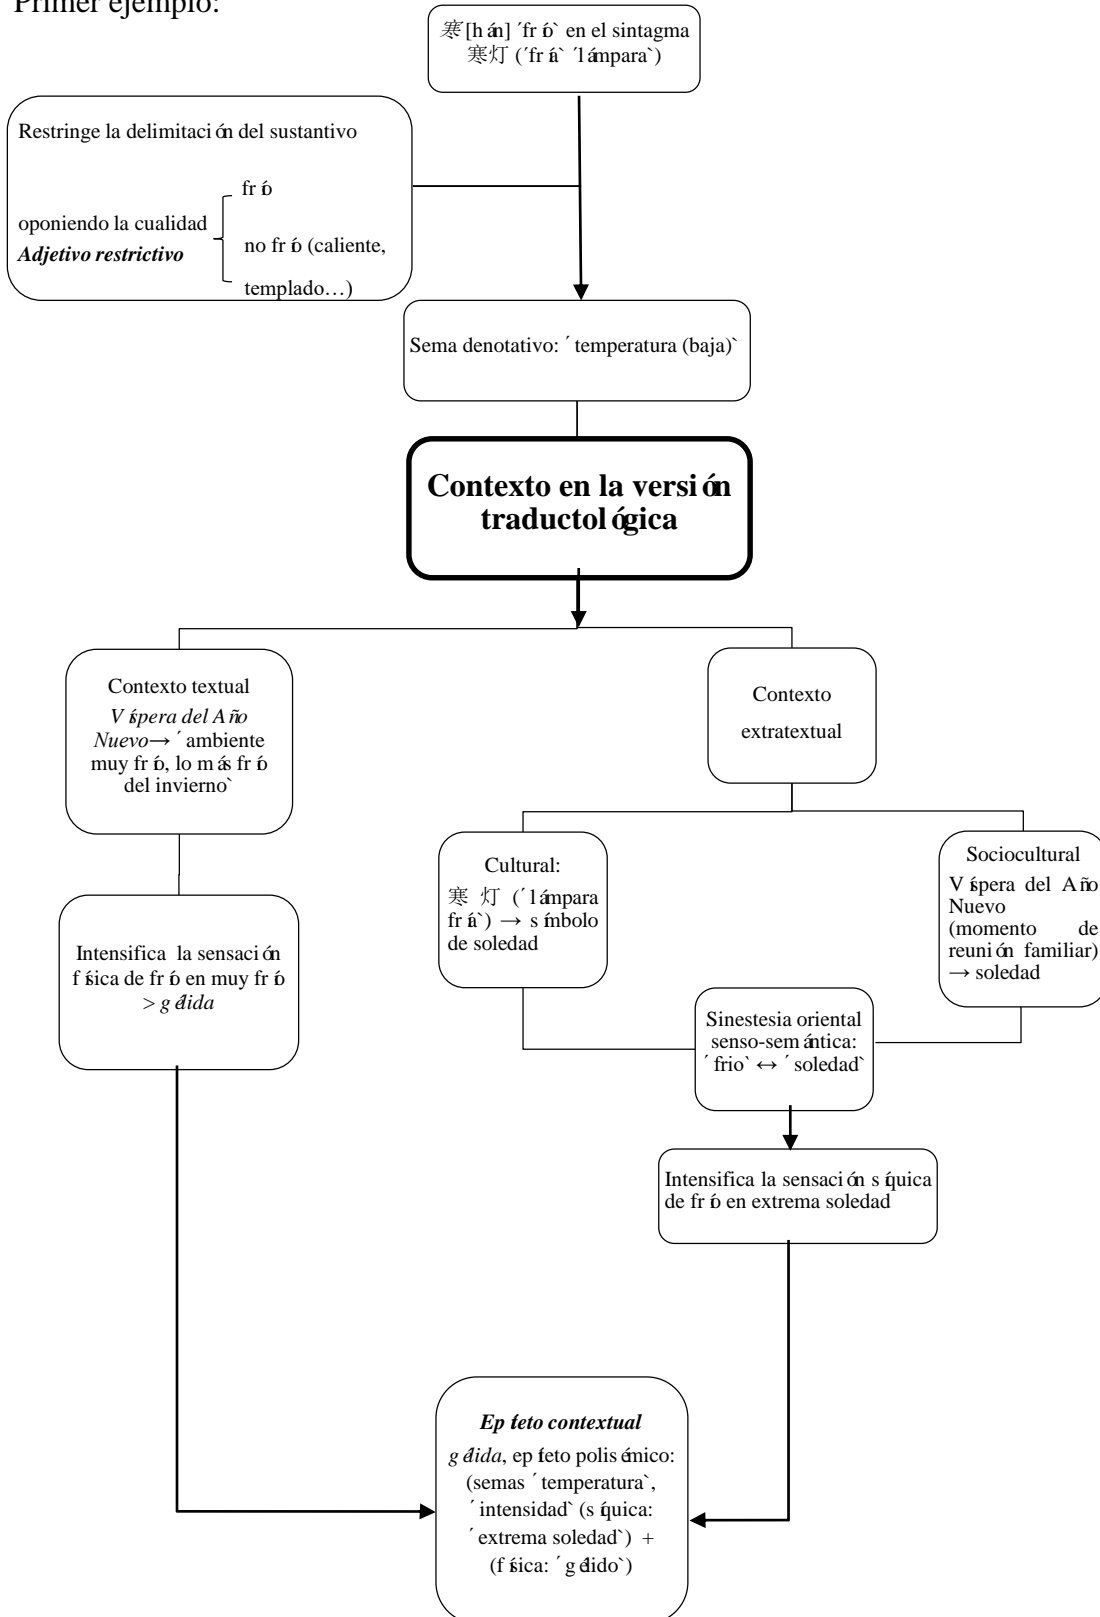 Primer ejemplo:
寒[hán] ´frío` en el sintagma
寒灯 (´fría` ´lámpara`)
Restringe la delimitación del sustantivo
frío
oponiendo la cualidad
Adjetivo restrictivo
no frío (caliente,
templado…)
Sema denotativo: ´temperatura (baja)`
Contexto en la versión
traductológica
Contexto textual
Víspera del Año
Nuevo→ ´ambiente
muy frío, lo más frío
del invierno`
Contexto
extratextual
Cultural:
寒 灯 (´lámpara
fría`) → símbolo
de soledad
Sociocultural
Víspera del Año
Nuevo
(momento de
reunión familiar)
→ soledad
Intensifica la sensación
física de frío en muy frío
> gélida
Sinestesia oriental
senso-semántica:
´frio` ↔ ´soledad`
Intensifica la sensación síquica
de frío en extrema soledad
Epíteto contextual
gélida, epíteto polisémico:
(semas ´temperatura`,
´intensidad` (síquica:
´extrema soledad`) +
(física: ´gélido`)